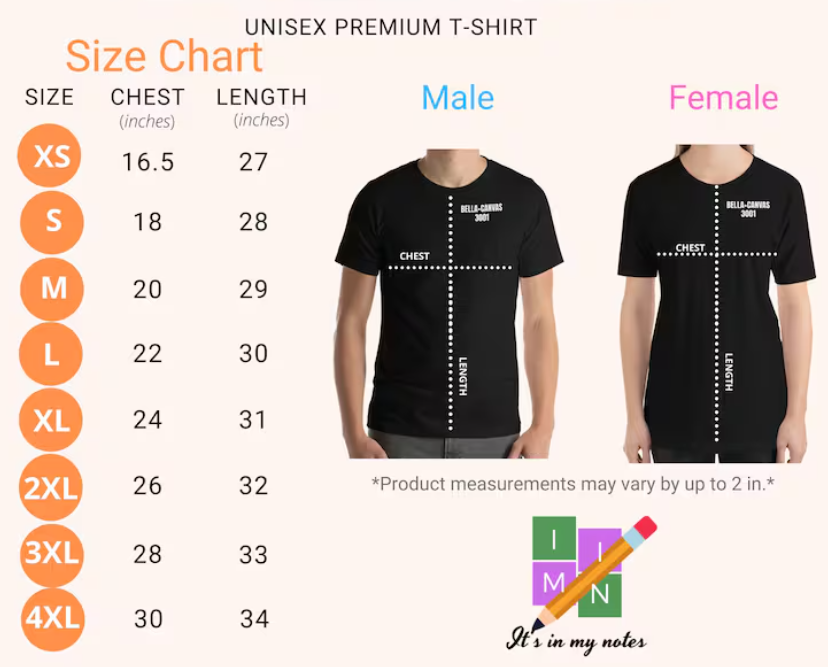 UNISEX PREMIUM T-SHIRT
Size Chart
SIZE CHEST LENGTH
(inches) (inches)
XS 16.5 27
S 18 28
M 20 29
L 22 30
XL 24 31
2XL 26 32
3XL 28 33
4XL 30 34
Male
BELLA-CANVAS
3001
CHEST
LENGTH
Female
BELLA-CANVAS
3001
CHEST
LENGTH
*Product measurements may vary by up to 2 in.*
I I
M N
It's in my notes